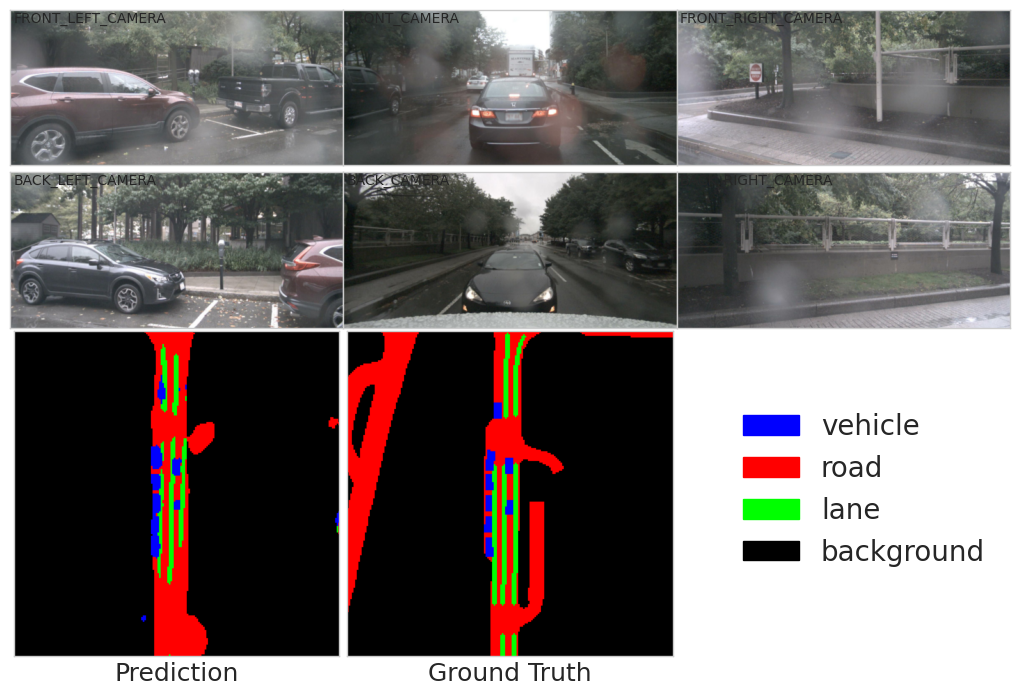 FRONT_LEFT_CAMERA
FRONT_CAMERA
FRONT_RIGHT_CAMERA
BACK_LEFT_CAMERA
BACK_CAMERA
BACK_RIGHT_CAMERA
vehicle
road
lane
background
Prediction
Ground Truth